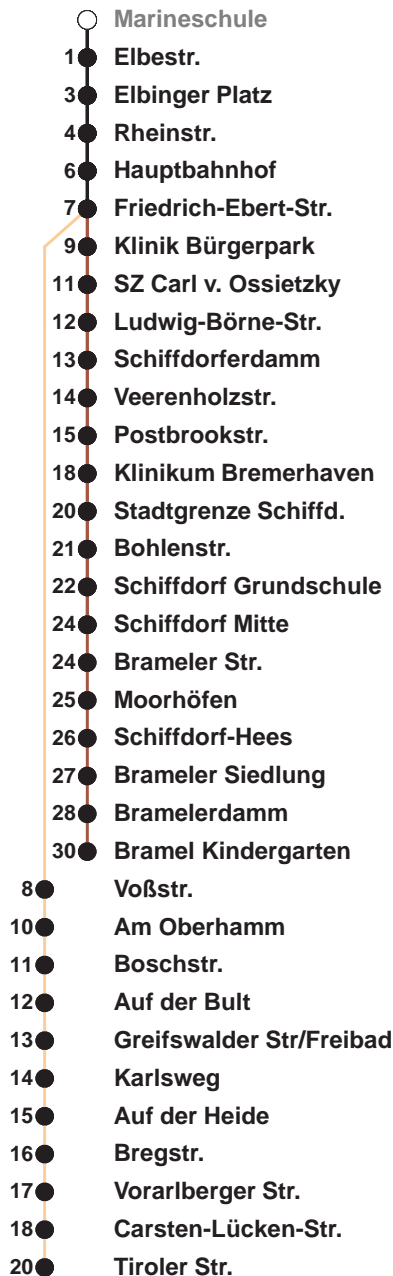 Marineschule
1 Elbestr.
3 Elbinger Platz
4 Rheinstr.
6 Hauptbahnhof
7 Friedrich-Ebert-Str.
9 Klinik Bürgerpark
11 SZ Carl v. Ossietzky
12 Ludwig-Börne-Str.
13 Schiffdorferdamm
14 Veerenholzstr.
15 Postbrookstr.
18 Klinikum Bremerhaven
20 Stadtgrenze Schiffd.
21 Bohlenstr.
22 Schiffdorf Grundschule
24 Schiffdorf Mitte
24 Brameler Str.
25 Moorhöfen
26 Schiffdorf-Hees
27 Brameler Siedlung
28 Bramelerdamm
30 Bramel Kindergarten
8 Voßstr.
10 Am Oberhamm
11 Boschstr.
12 Auf der Bult
13 Greifswalder Str/Freibad
14 Karlsweg
15 Auf der Heide
16 Bregstr.
17 Vorarlberger Str.
18 Carsten-Lücken-Str.
20 Tiroler Str.